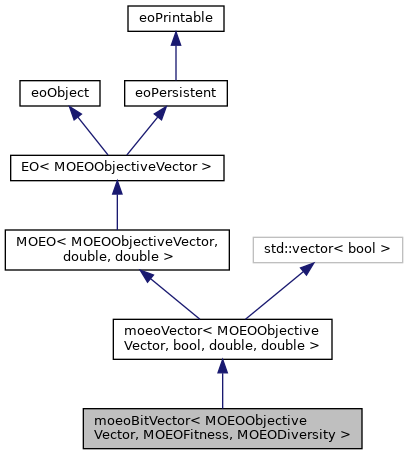 eoPrintable
eoObject
eoPersistent
EO< MOEOObjectiveVector >
MOEO< MOEOObjectiveVector,
double, double >
std::vector< bool >
moeoVector< MOEOObjective
Vector, bool, double, double >
moeoBitVector< MOEOObjective
Vector, MOEOFitness, MOEODiversity >